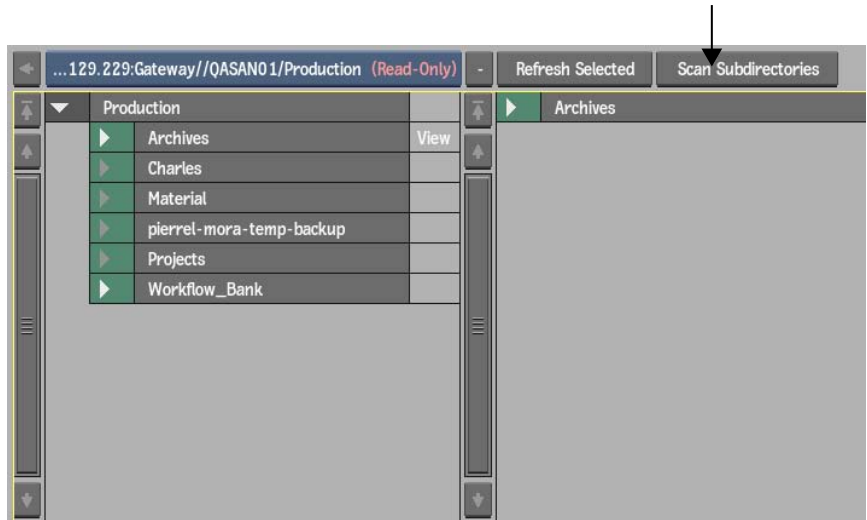 ...129.229:Gateway//QASAN01/Production (Read-Only) - Refresh Selected Scan Subdirectories
Production
Archives View
Charles
Material
pierrel-mora-temp-backup
Projects
Workflow_Bank
Archives